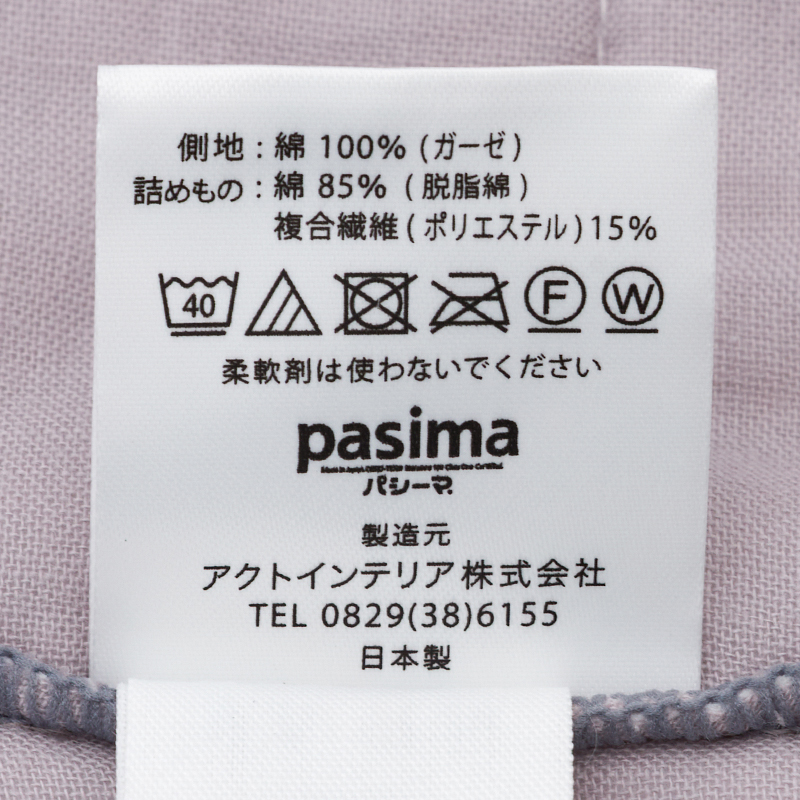 側地：綿 100% (ガーゼ)
詰めもの：綿 85% (脱脂綿)
複合繊維(ポリエステル)15%
40 F W
柔軟剤は使わないでください
pasima
パシーマ
製造元
アクトインテリア株式会社
TEL 0829(38)6155
日本製